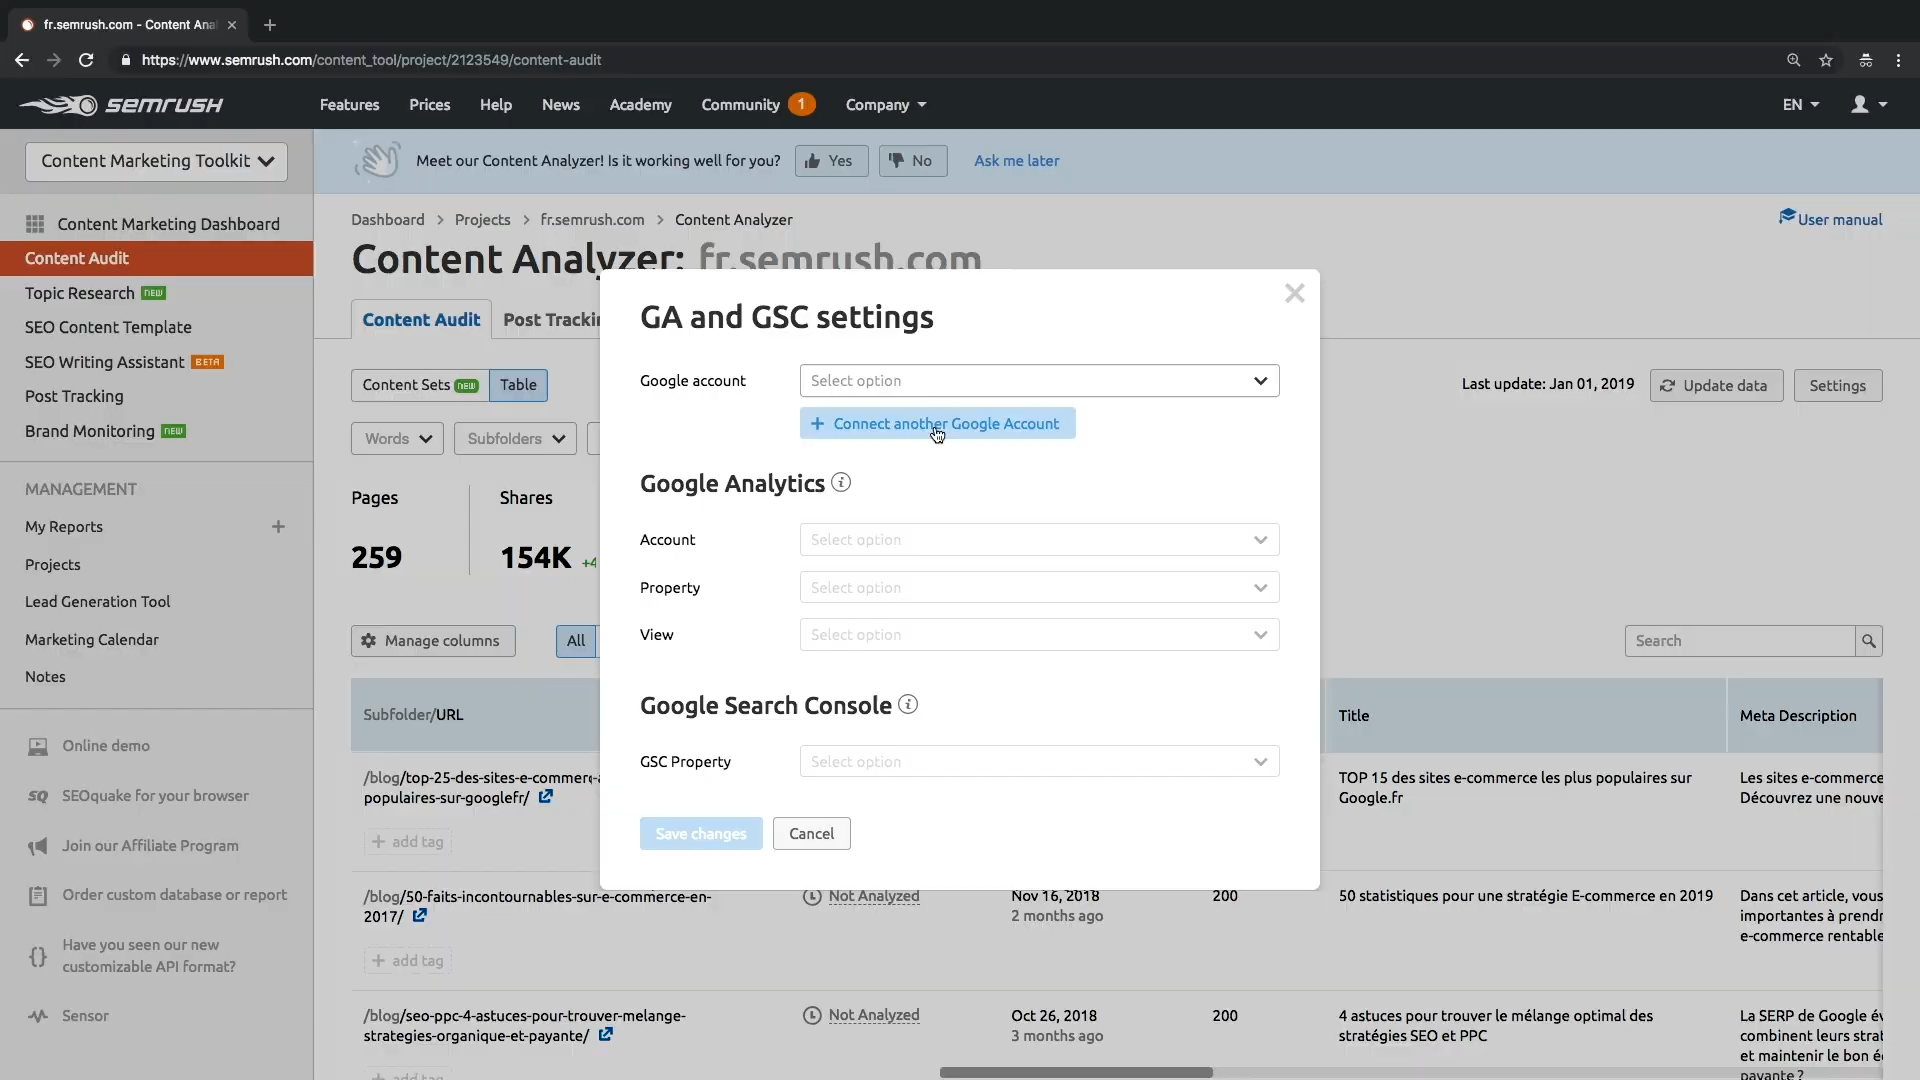 fr.semrush.com - Content Ana
https://www.semrush.com/content_tool/project/2123549/content-audit
semrush
Features
Prices
Help
News
Academy
Community 1
Company
EN
Content Marketing Toolkit
Meet our Content Analyzer! Is it working well for you?
Yes
No
Ask me later
Content Marketing Dashboard
Content Audit
Topic Research NEW
SEO Content Template
SEO Writing Assistant BETA
Post Tracking
Brand Monitoring NEW
MANAGEMENT
My Reports +
Projects
Lead Generation Tool
Marketing Calendar
Notes
Online demo
SQ SEOquake for your browser
Join our Affiliate Program
Order custom database or report
{} Have you seen our new
customizable API format?
Sensor
Dashboard > Projects > fr.semrush.com > Content Analyzer
User manual
Content Analyzer: fr.semrush.com
Content Audit
Post Trackin
Content Sets NEW
Table
Last update: Jan 01, 2019
Update data
Settings
Words
Subfolders
Pages
259
Shares
154K +4
Manage columns
All
Search
GA and GSC settings
Google account
Select option
+ Connect another Google Account
Google Analytics
Account
Select option
Property
Select option
View
Select option
Google Search Console
GSC Property
Select option
Save changes
Cancel
Subfolder/URL
Title
Meta Description
/blog/top-25-des-sites-e-commerc
populaires-sur-googlefr/
+ add tag
TOP 15 des sites e-commerce les plus populaires sur
Google.fr
Les sites e-commerce
Découvrez une nouve
/blog/50-faits-incontournables-sur-e-commerce-en-
2017/
+ add tag
Not Analyzed
Nov 16, 2018
2 months ago
200
50 statistiques pour une stratégie E-commerce en 2019
Dans cet article, vous
importantes à prendr
e-commerce rentable
/blog/seo-ppc-4-astuces-pour-trouver-melange-
strategies-organique-et-payante/
+ add tag
Not Analyzed
Oct 26, 2018
3 months ago
200
4 astuces pour trouver le mélange optimal des
stratégies SEO et PPC
La SERP de Google év
combinent leurs strat
et maintenir le bon é
payante ?